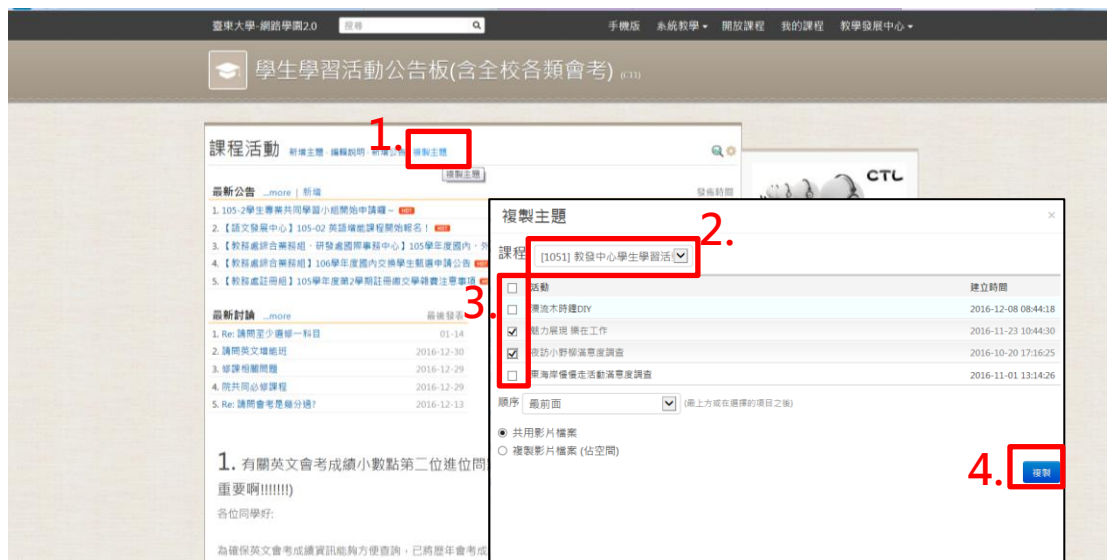 臺東大學-網路學園2.0 搜尋 手機版 系統教學 開放課程 我的課程 教學發展中心
學生學習活動公告板(含全校各類會考) (CTI)
1.
課程活動 新增主題 · 編輯說明 · 新增公告 複製主題
複製主題
最新公告 ...more | 新增 發佈時間
CTL
1. 105-2學生專業共同學習小組開始申請囉~ HOT
2. 【語文發展中心】105-02 英語增能課程開始報名！ HOT
3. 【教務處綜合業務組、研發處國際事務中心】105學年度國內、外
4. 【教務處綜合業務組】106學年度國內交換學生甄選申請公告 HOT
5. 【教務處註冊組】105學年度第2學期註冊繳交學雜費注意事項
最新討論 ...more 最後發表
1. Re: 請問至少選修一科目 01-14
2. 請問英文增能班 2016-12-30
3. 修課相關問題 2016-12-29
4. 院共同必修課程 2016-12-29
5. Re: 請問會考是幾分過? 2016-12-13
1. 有關英文會考成績小數點第二位進位問
重要啊!!!!!!!)
各位同學好:
為確保英文會考成績資訊能夠方便查詢，已將歷年會考成
複製主題 ×
2.
課程 [1051] 教發中心學生學習活
3.
活動 建立時間
漂流木時鐘DIY 2016-12-08 08:44:18
魅力展現 樂在工作 2016-11-23 10:44:30
夜訪小野柳滿意度調查 2016-10-20 17:16:25
東海岸慢慢走活動滿意度調查 2016-11-01 13:14:26
順序 最前面 (最上方或在選擇的項目之後)
共用影片檔案
複製影片檔案 (佔空間)
4.
複製